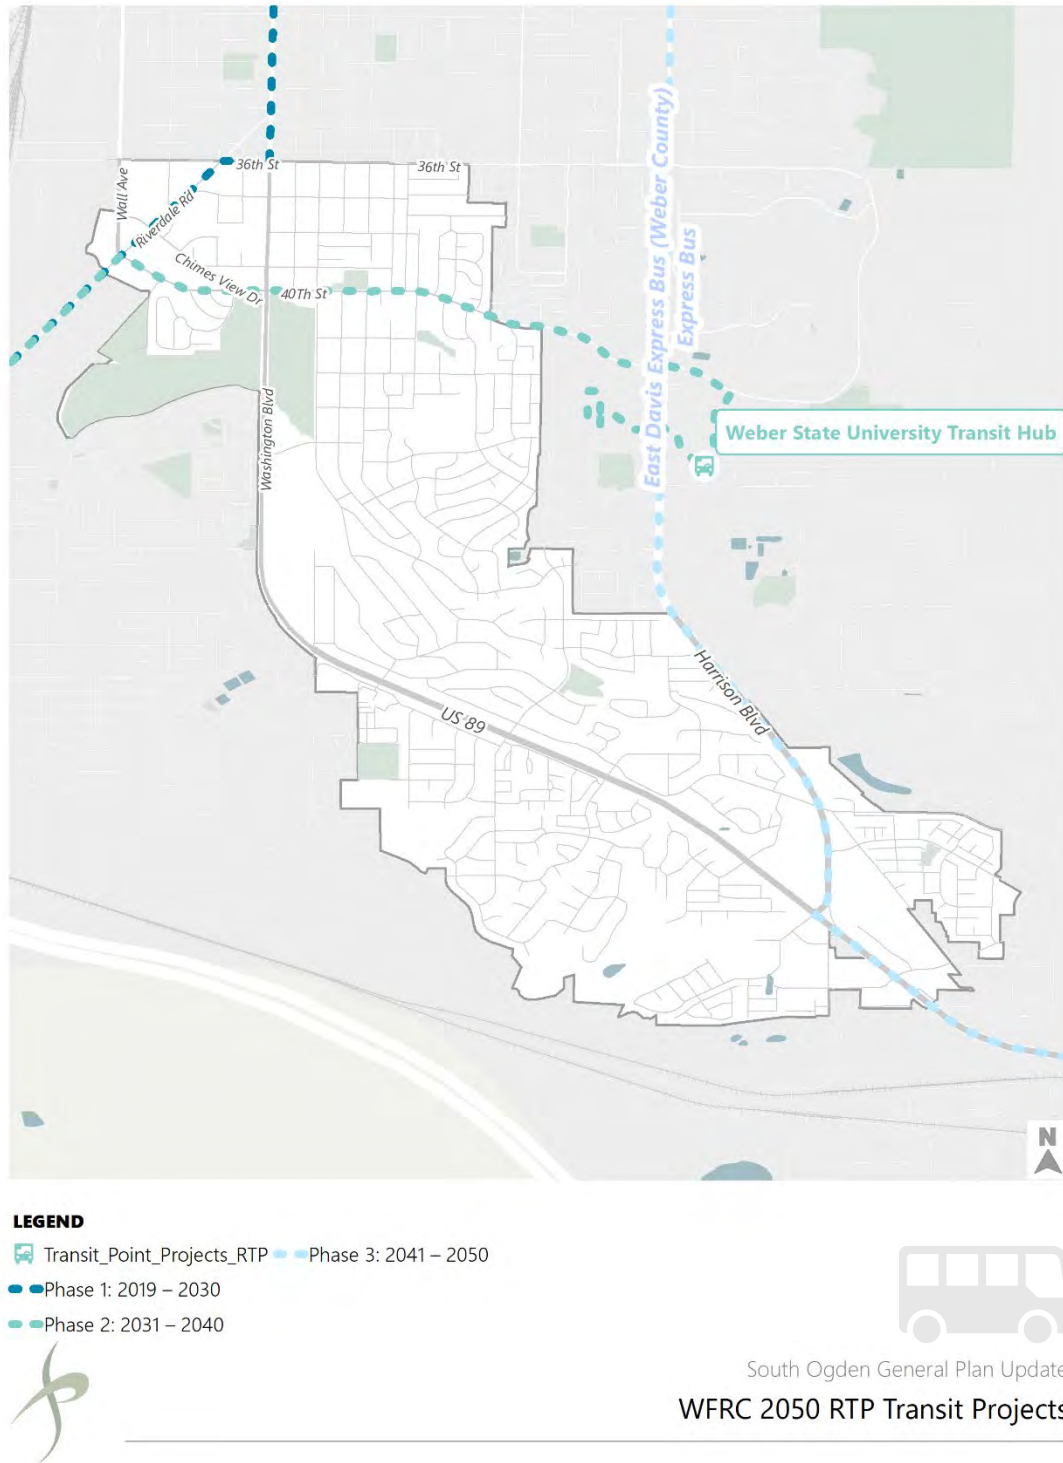 36th St
36th St
Wall Ave
Riverdale Rd
Chimes View Dr
40Th St
East Davis Express Bus (Weber County)
Express Bus
Washington Blvd
Weber State University Transit Hub
Harrison Blvd
US 89
N
LEGEND
Transit_Point_Projects_RTP
Phase 3: 2041 – 2050
Phase 1: 2019 – 2030
Phase 2: 2031 – 2040
South Ogden General Plan Update
WFRC 2050 RTP Transit Projects